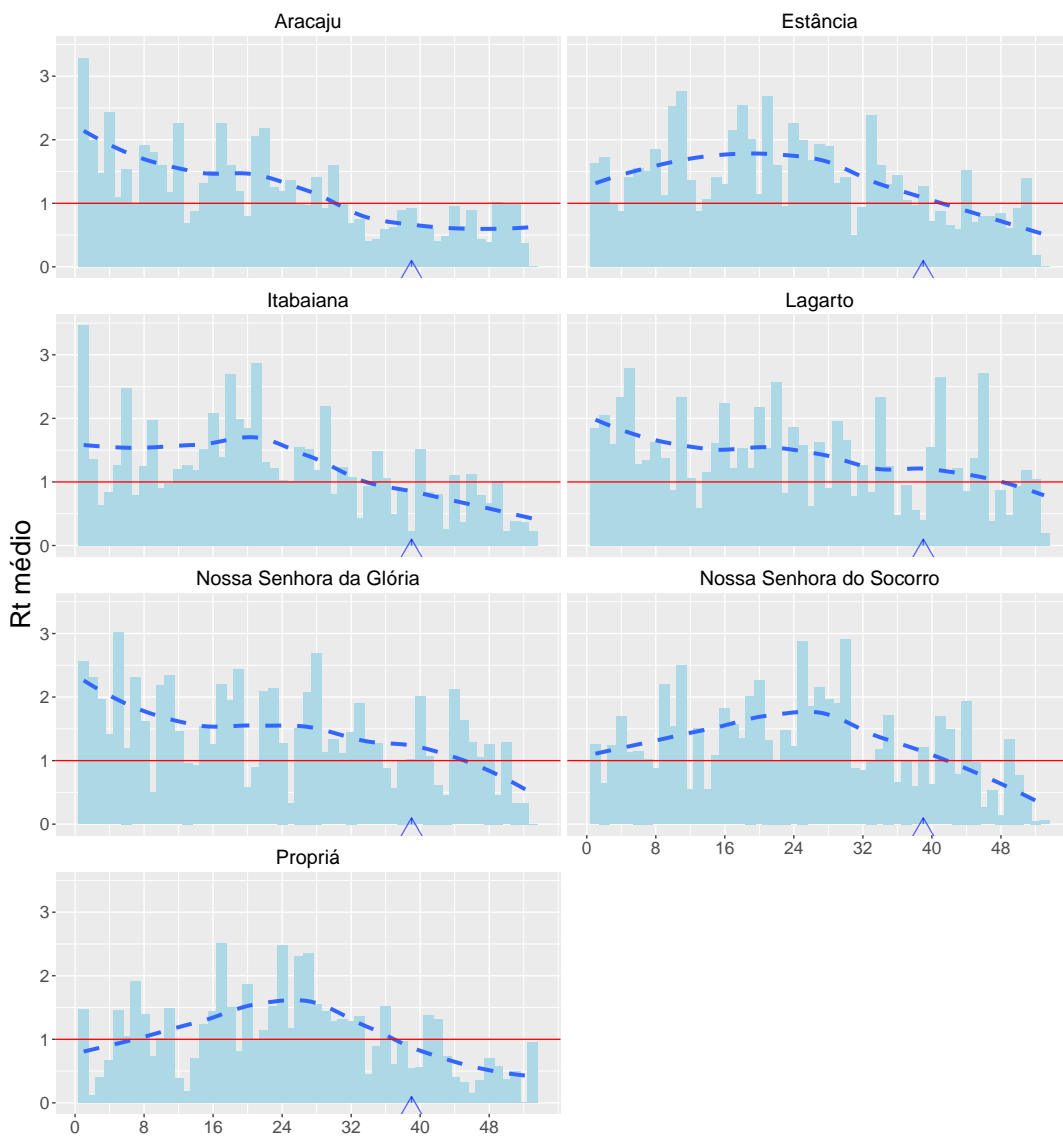 Aracaju
Estância
3
2
1
0
Itabaiana
Lagarto
3
2
1
0
Rt médio
Nossa Senhora da Glória
Nossa Senhora do Socorro
3
2
1
0
0 8 16 24 32 40 48
Propriá
3
2
1
0
0 8 16 24 32 40 48